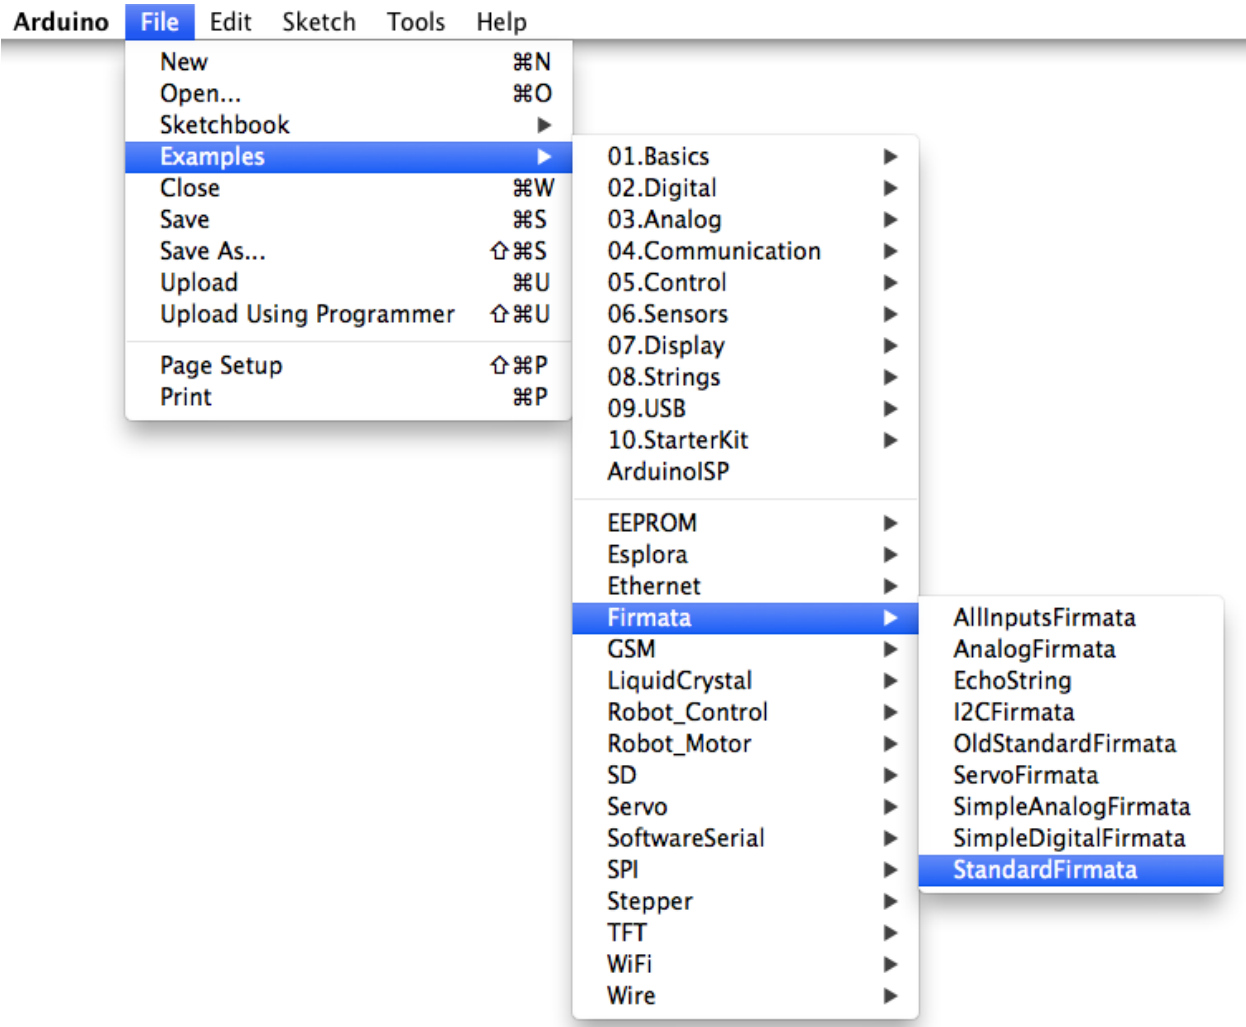 Arduino File Edit Sketch Tools Help
New ⌘N
Open... ⌘O
Sketchbook ▶
Examples ▶
Close ⌘W
Save ⌘S
Save As... ⇧⌘S
Upload ⌘U
Upload Using Programmer ⇧⌘U
Page Setup ⇧⌘P
Print ⌘P
01.Basics ▶
02.Digital ▶
03.Analog ▶
04.Communication ▶
05.Control ▶
06.Sensors ▶
07.Display ▶
08.Strings ▶
09.USB ▶
10.StarterKit ▶
ArduinoISP
EEPROM ▶
Esplora ▶
Ethernet ▶
Firmata ▶
GSM ▶
LiquidCrystal ▶
Robot_Control ▶
Robot_Motor ▶
SD ▶
Servo ▶
SoftwareSerial ▶
SPI ▶
Stepper ▶
TFT ▶
WiFi ▶
Wire ▶
AllInputsFirmata
AnalogFirmata
EchoString
I2CFirmata
OldStandardFirmata
ServoFirmata
SimpleAnalogFirmata
SimpleDigitalFirmata
StandardFirmata